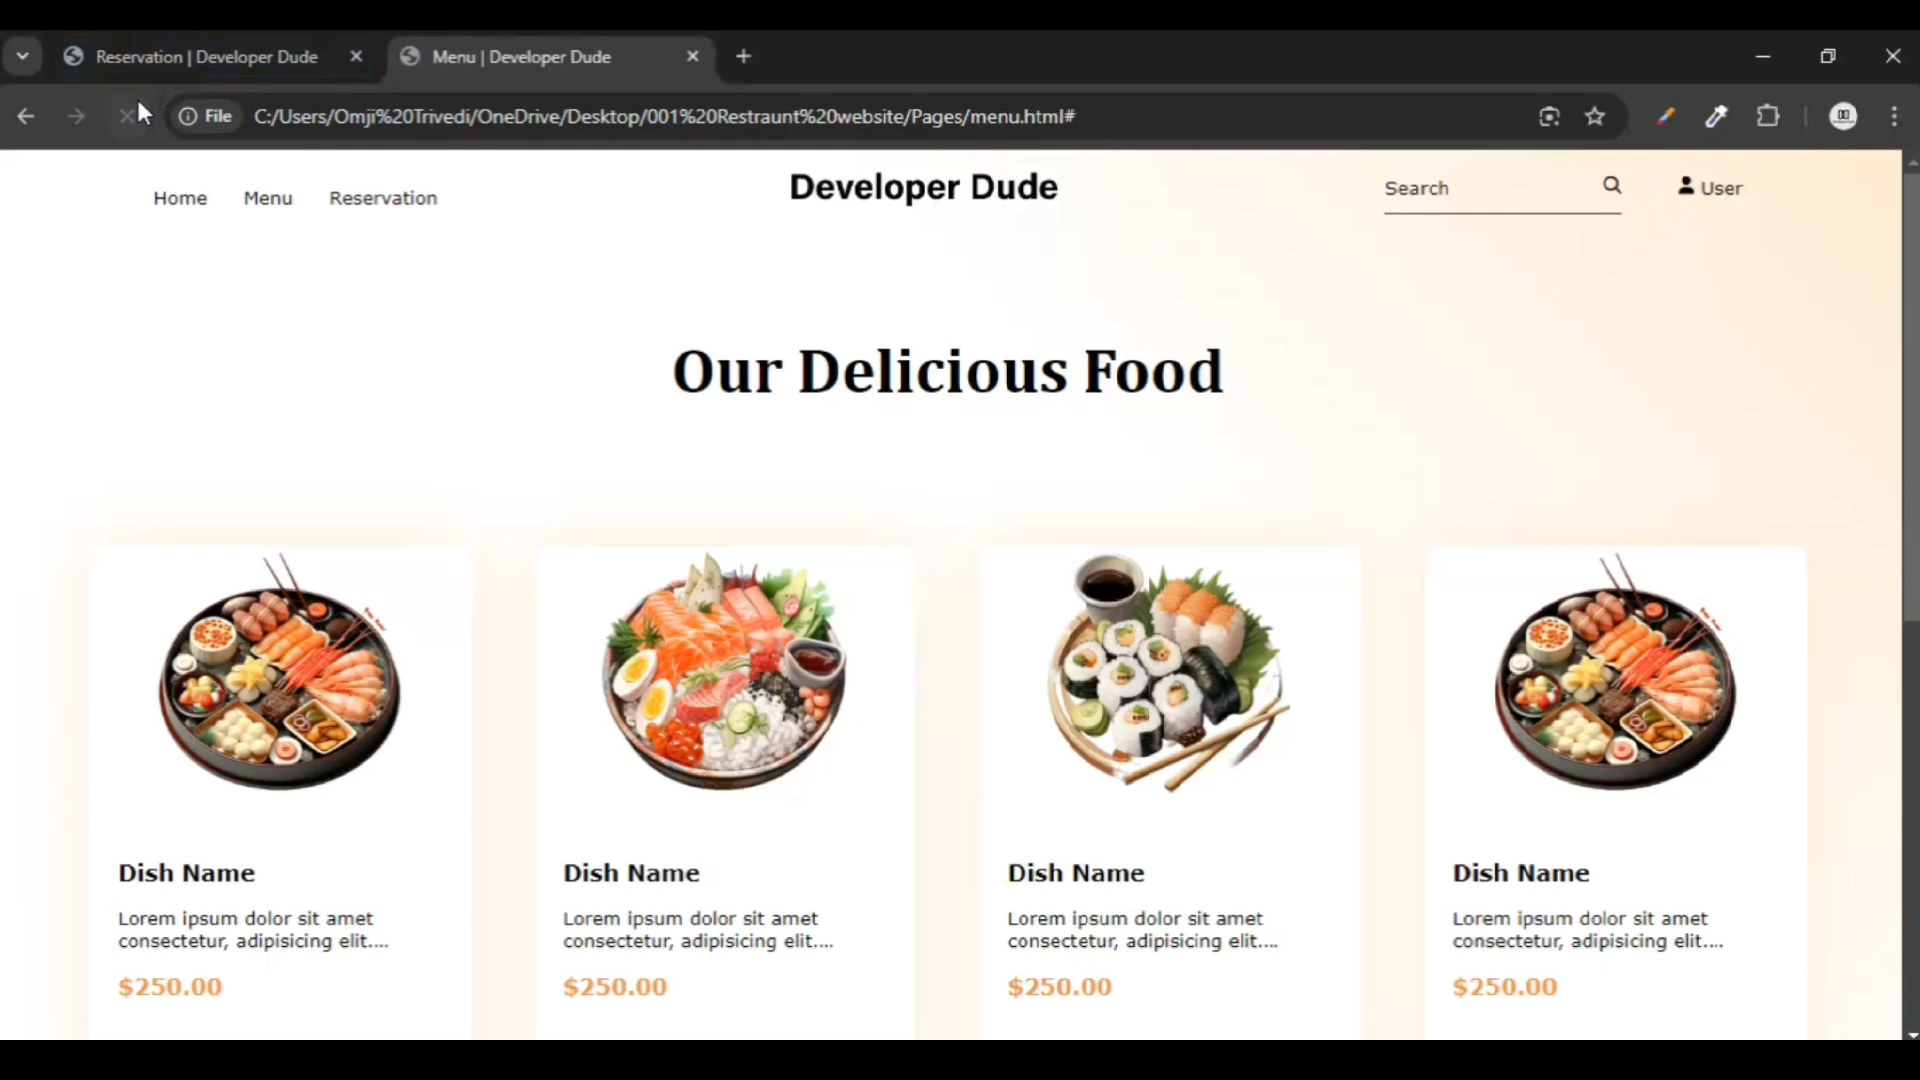 Reservation | Developer Dude
Menu | Developer Dude
File
C:/Users/Omji%20Trivedi/OneDrive/Desktop/001%20Restraunt%20website/Pages/menu.html#
Home
Menu
Reservation
Developer Dude
Search
User
Our Delicious Food
Dish Name
Lorem ipsum dolor sit amet
consectetur, adipisicing elit....
$250.00
Dish Name
Lorem ipsum dolor sit amet
consectetur, adipisicing elit....
$250.00
Dish Name
Lorem ipsum dolor sit amet
consectetur, adipisicing elit....
$250.00
Dish Name
Lorem ipsum dolor sit amet
consectetur, adipisicing elit....
$250.00